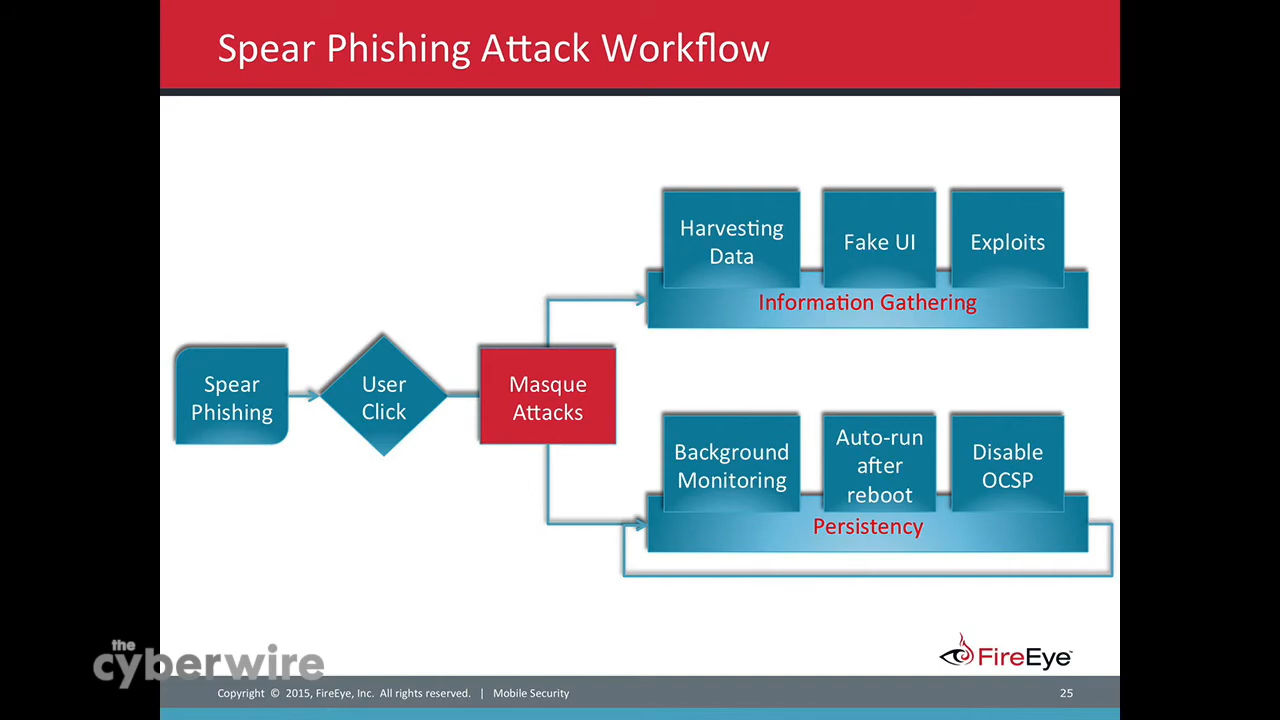 Spear Phishing Attack Workflow
Harvesting
Data
Fake UI
Exploits
Information Gathering
Spear
Phishing
User
Click
Masque
Attacks
Background
Monitoring
Auto-run
after
reboot
Disable
OCSP
Persistency
the
cyberwire
FireEye™
Copyright © 2015, FireEye, Inc. All rights reserved. | Mobile Security
25